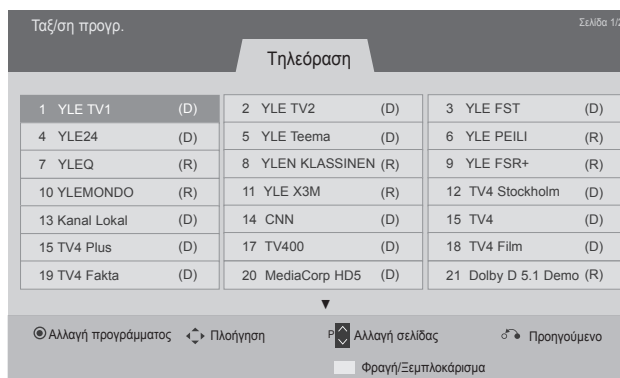 Ταξ/ση προγρ. Σελίδα 1/2
Τηλεόραση
1 YLE TV1 (D) 2 YLE TV2 (D) 3 YLE FST (D)
4 YLE24 (D) 5 YLE Teema (D) 6 YLE PEILI (R)
7 YLEQ (R) 8 YLEN KLASSINEN (R) 9 YLE FSR+ (R)
10 YLEMONDO (R) 11 YLE X3M (R) 12 TV4 Stockholm (D)
13 Kanal Lokal (D) 14 CNN (D) 15 TV4 (D)
15 TV4 Plus (D) 17 TV400 (D) 18 TV4 Film (D)
19 TV4 Fakta (D) 20 MediaCorp HD5 (D) 21 Dolby D 5.1 Demo (R)
Αλλαγή προγράμματος Πλοήγηση P Αλλαγή σελίδας Προηγούμενο
Φραγή/Ξεμπλοκάρισμα